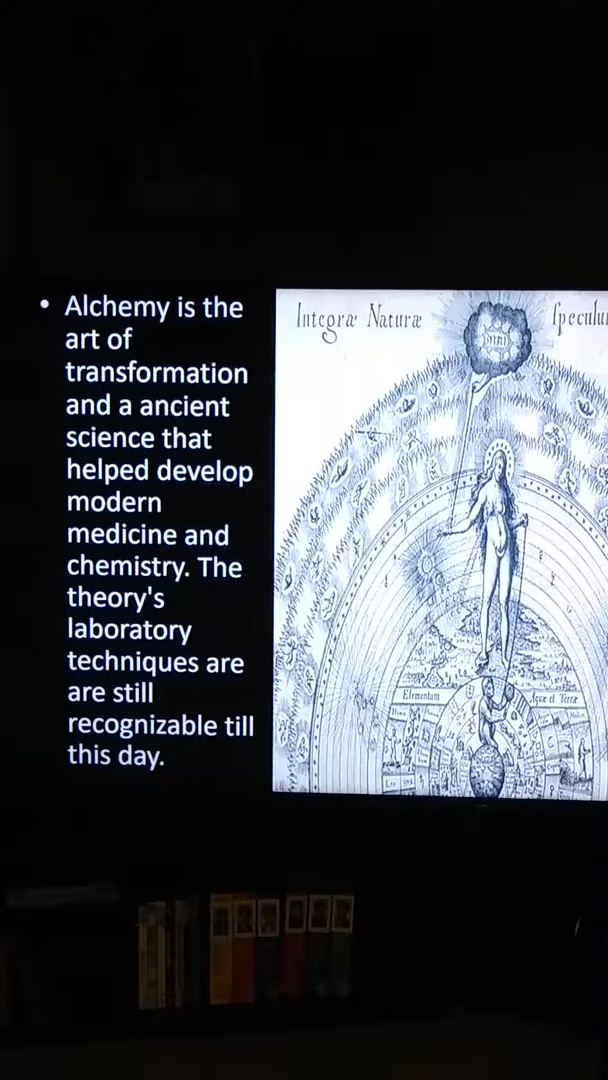 • Alchemy is the
art of
transformation
and a ancient
science that
helped develop
modern
medicine and
chemistry. The
theory's
laboratory
techniques are
are still
recognizable till
this day.
Integræ Naturæ
specul
Elementum
Aquæ et Terræ